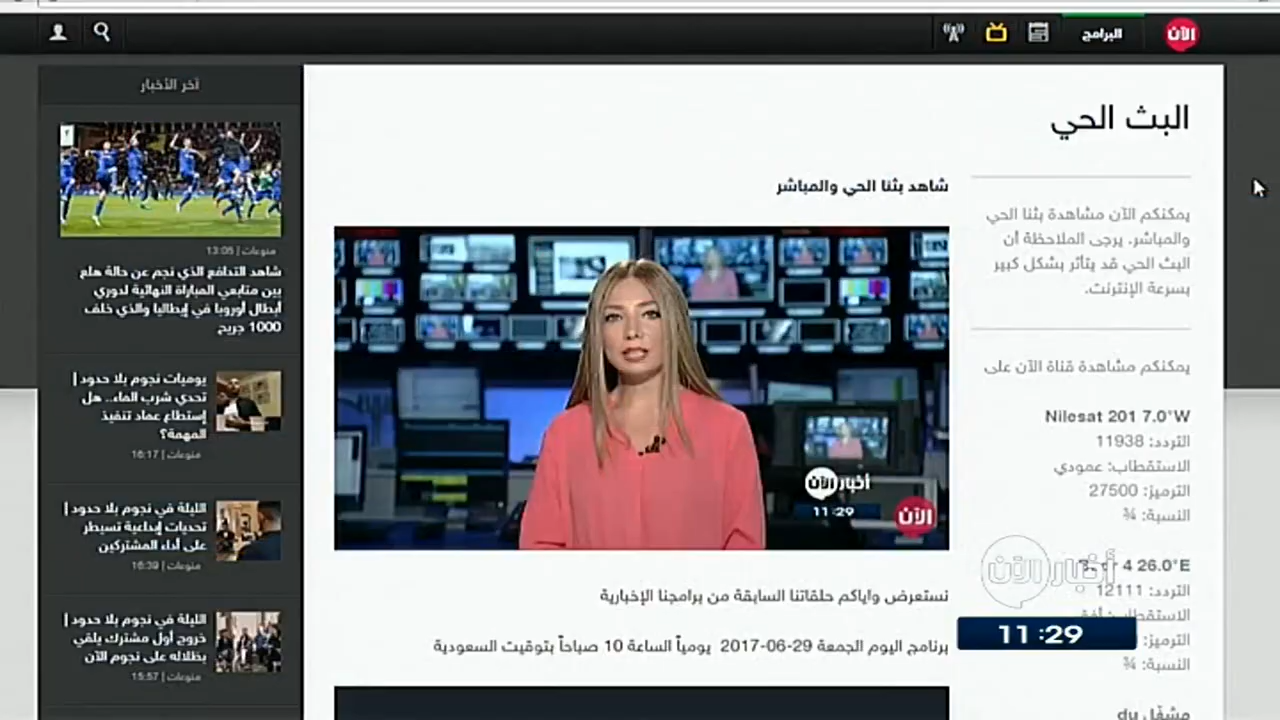 الآن
البرامج
البث الحي
يمكنكم الآن مشاهدة بثنا الحي
والمباشر. يرجى الملاحظة أن
البث الحي قد يتأثر بشكل كبير
بسرعة الإنترنت.
يمكنكم مشاهدة قناة الآن على
Nilesat 201 7.0°W
التردد: 11938
الاستقطاب: عمودي
الترميز: 27500
النسبة: ¾
4 26.0°E
التردد: 12111
الاستقطاب:
الترميز:
النسبة: ¾
مشغّل du
أخبار الآن
11:29
شاهد بثنا الحي والمباشر
أخبار الآن
11:29
الآن
نستعرض واياكم حلقاتنا السابقة من برامجنا الإخبارية
برنامج اليوم الجمعة 29-06-2017 يومياً الساعة 10 صباحاً بتوقيت السعودية
آخر الأخبار
منوعات | 13:05
شاهد التدافع الذي نجم عن حالة هلع
بين متابعي المباراة النهائية لدوري
أبطال أوروبا في إيطاليا والذي خلف
1000 جريح
يوميات نجوم بلا حدود |
تحدي شرب الماء.. هل
إستطاع عماد تنفيذ
المهمة؟
منوعات | 16:17
الليلة في نجوم بلا حدود |
تحديات إبداعية تسيطر
على أداء المشتركين
منوعات | 16:39
الليلة في نجوم بلا حدود |
خروج أول مشترك يلقي
بظلاله على نجوم الآن
منوعات | 15:57